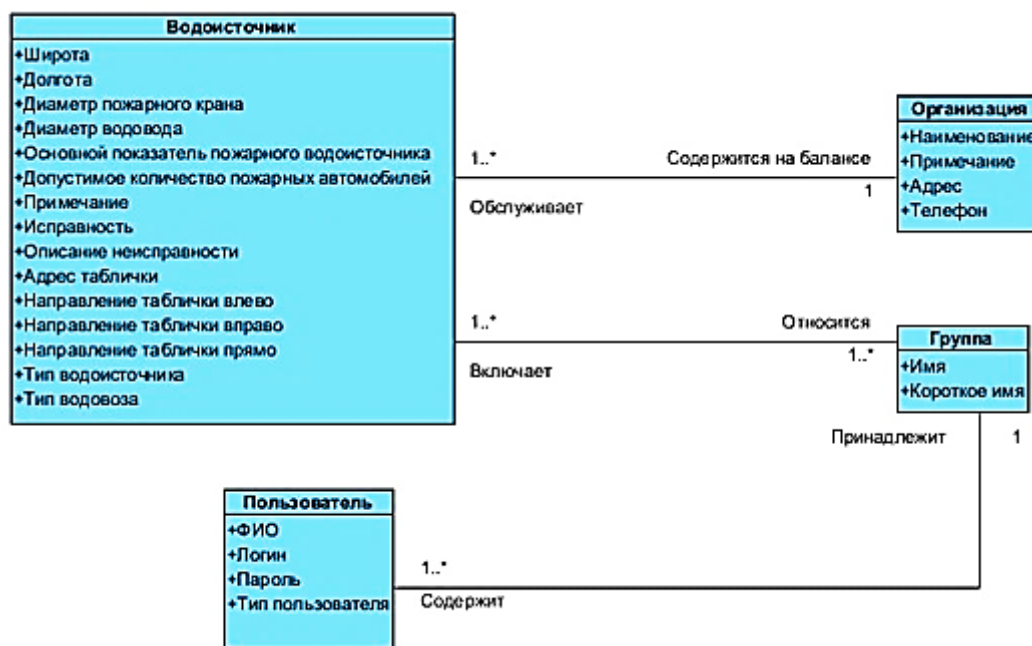 Водоисточник
+Широта
+Долгота
+Диаметр пожарного крана
+Диаметр водовода
+Основной показатель пожарного водоисточника
+Допустимое количество пожарных автомобилей
+Примечание
+Исправность
+Описание неисправности
+Адрес таблички
+Направление таблички влево
+Направление таблички вправо
+Направление таблички прямо
+Тип водоисточника
+Тип водовоза
1..*
Содержится на балансе
1
Обслуживает
Организация
+Наименование
+Примечание
+Адрес
+Телефон
1..*
Относится
1..*
Включает
Группа
+Имя
+Короткое имя
Принадлежит
1
Пользователь
+ФИО
+Логин
+Пароль
+Тип пользователя
1..*
Содержит